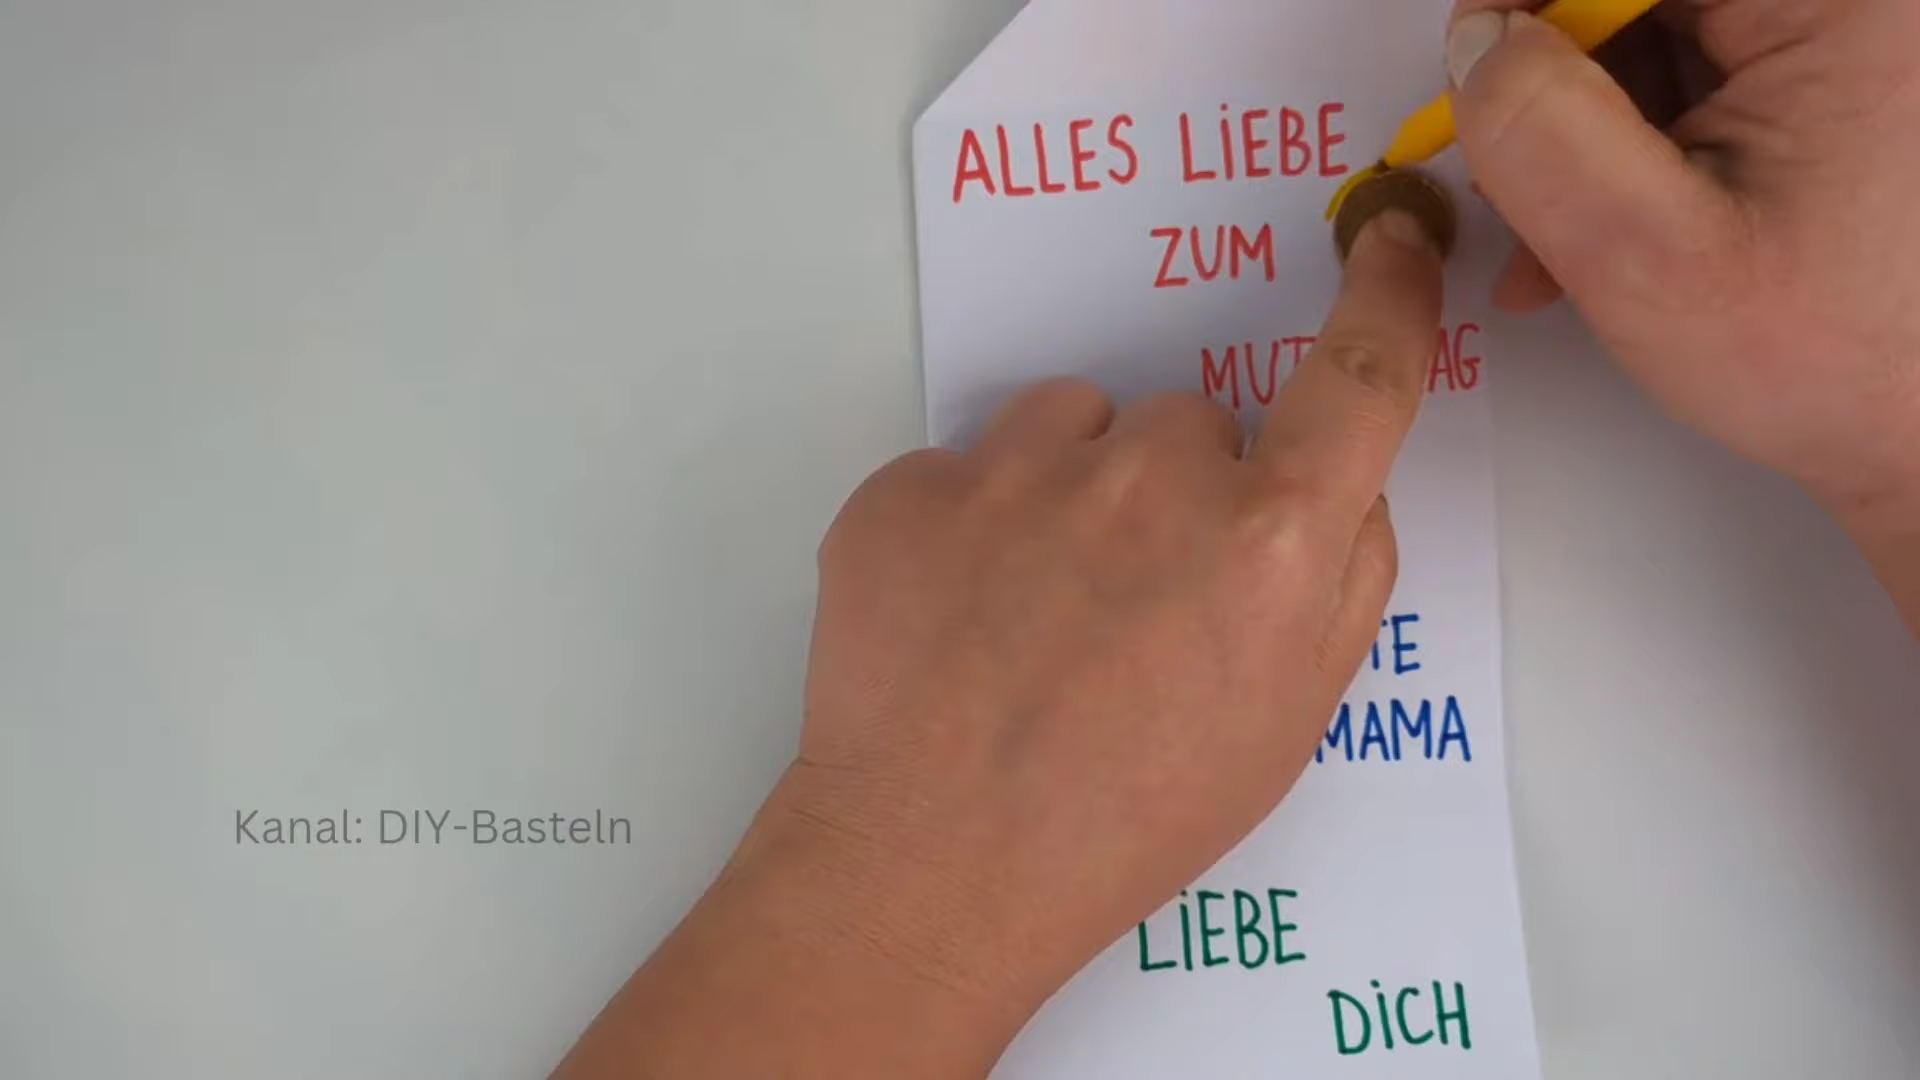 ALLES LiEBE
ZUM
MAMA
LiEBE
DiCH
Kanal: DIY-Basteln